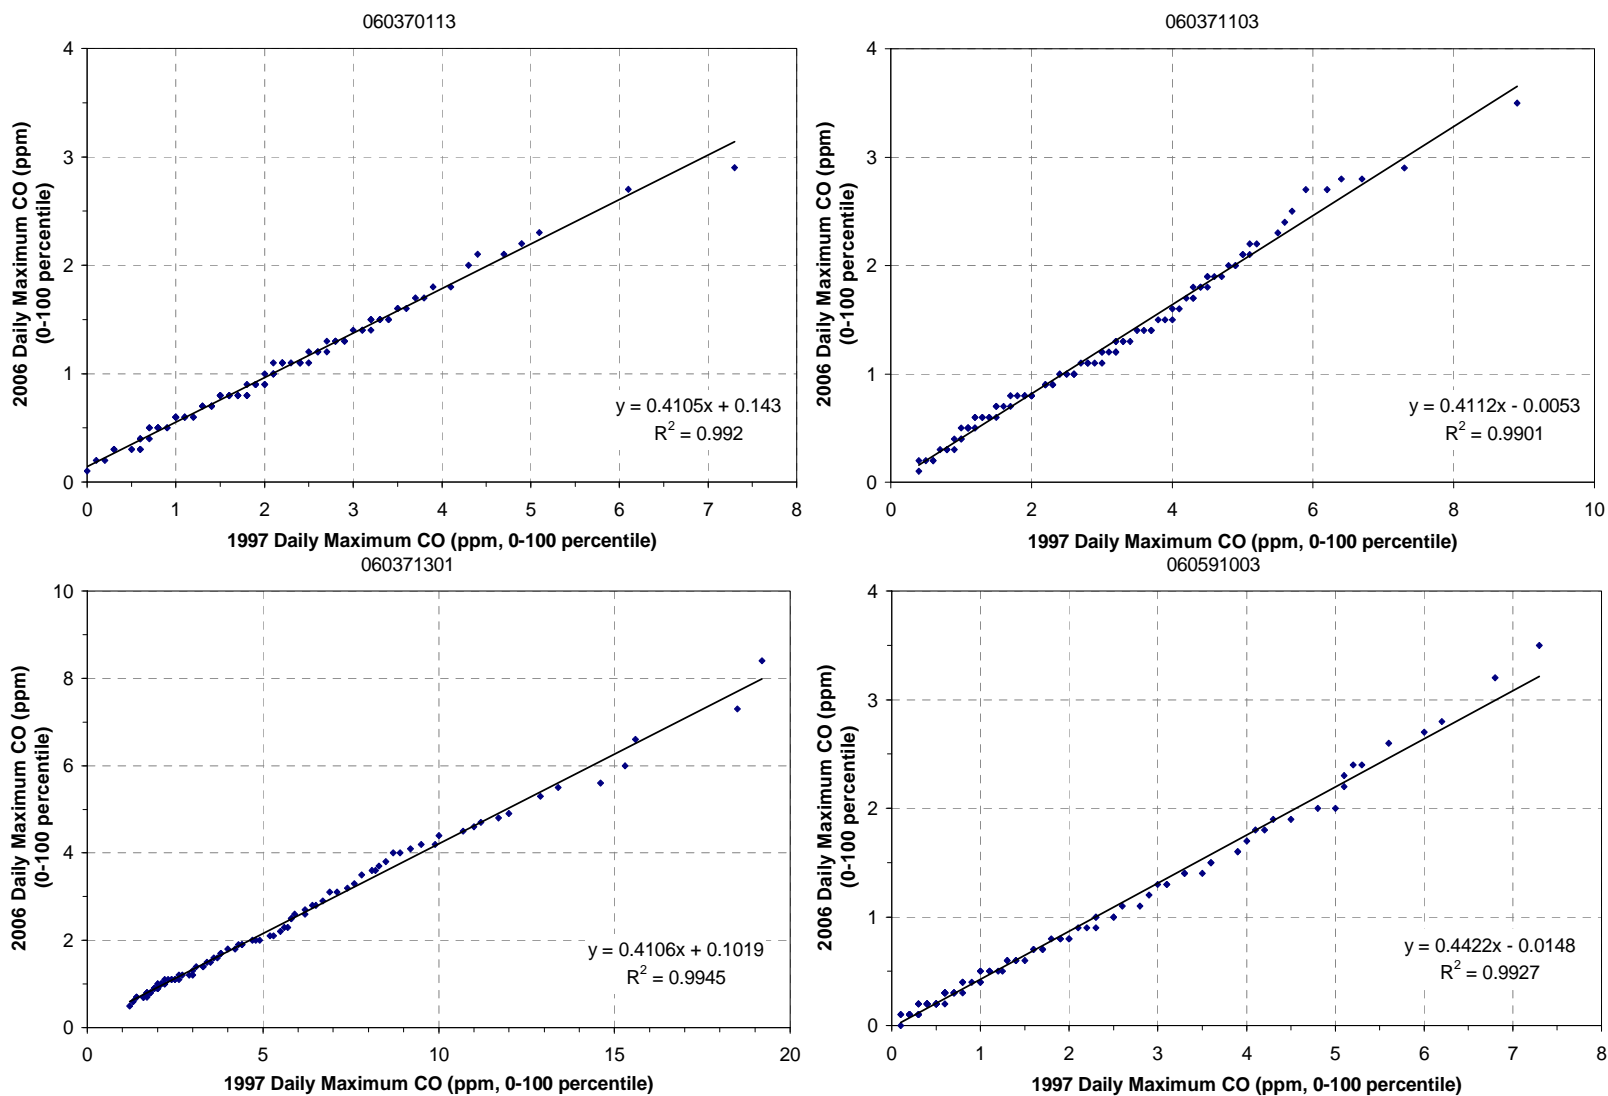 060370113
4
3
2
1
0
2006 Daily Maximum CO (ppm)
(0-100 percentile)
y = 0.4105x + 0.143
R² = 0.992
0 1 2 3 4 5 6 7 8
1997 Daily Maximum CO (ppm, 0-100 percentile)
060371103
4
3
2
1
0
2006 Daily Maximum CO (ppm)
(0-100 percentile)
y = 0.4112x - 0.0053
R² = 0.9901
0 2 4 6 8 10
1997 Daily Maximum CO (ppm, 0-100 percentile)
060371301
10
8
6
4
2
0
2006 Daily Maximum CO (ppm)
(0-100 percentile)
y = 0.4106x + 0.1019
R² = 0.9945
0 5 10 15 20
1997 Daily Maximum CO (ppm, 0-100 percentile)
060591003
4
3
2
1
0
2006 Daily Maximum CO (ppm)
(0-100 percentile)
y = 0.4422x - 0.0148
R² = 0.9927
0 1 2 3 4 5 6 7 8
1997 Daily Maximum CO (ppm, 0-100 percentile)